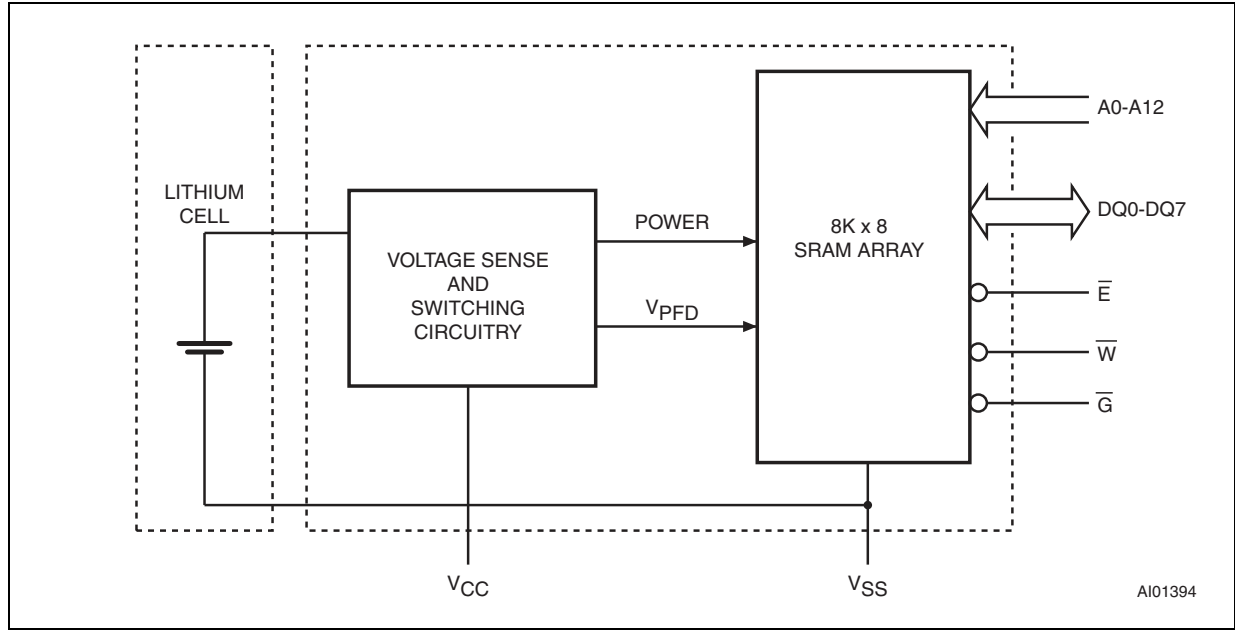 LITHIUM
CELL
VOLTAGE SENSE
AND
SWITCHING
CIRCUITRY
POWER
VPFD
8K x 8
SRAM ARRAY
A0-A12
DQ0-DQ7
E̅
W̅
G̅
VCC
VSS
AI01394